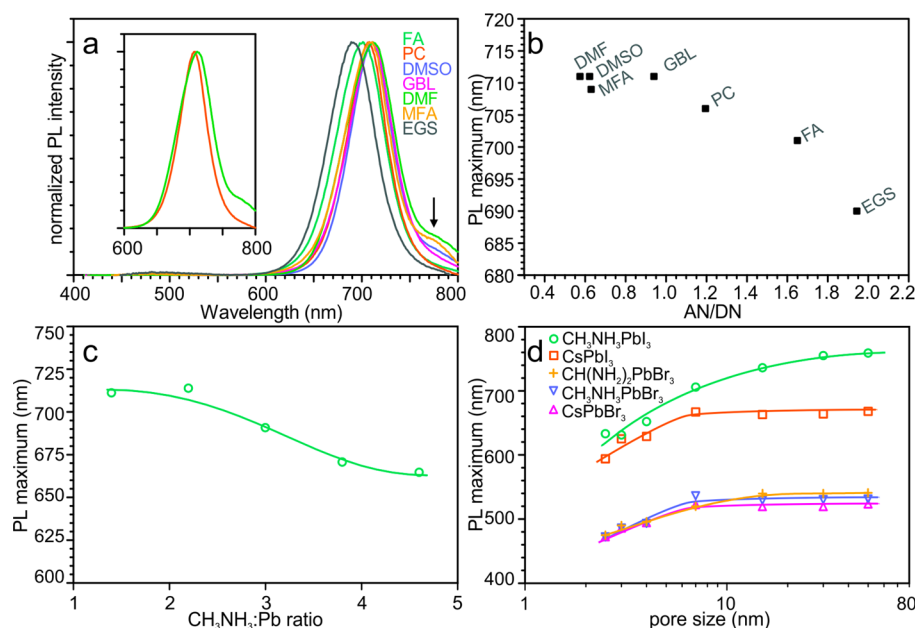 a
normalized PL intensity
FA
PC
DMSO
GBL
DMF
MFA
EGS
600 800
400 500 600 700 800
Wavelength (nm)
b
PL maximum (nm)
720
715
710
705
700
695
690
685
680
DMF
DMSO
MFA
GBL
PC
FA
EGS
0.4 0.6 0.8 1.0 1.2 1.4 1.6 1.8 2.0 2.2
AN/DN
c
PL maximum (nm)
750
725
700
675
650
625
600
1 2 3 4 5
CH₃NH₃:Pb ratio
d
PL maximum (nm)
800
700
600
500
400
CH₃NH₃PbI₃
CsPbI₃
CH(NH₂)₂PbBr₃
CH₃NH₃PbBr₃
CsPbBr₃
1 10 80
pore size (nm)